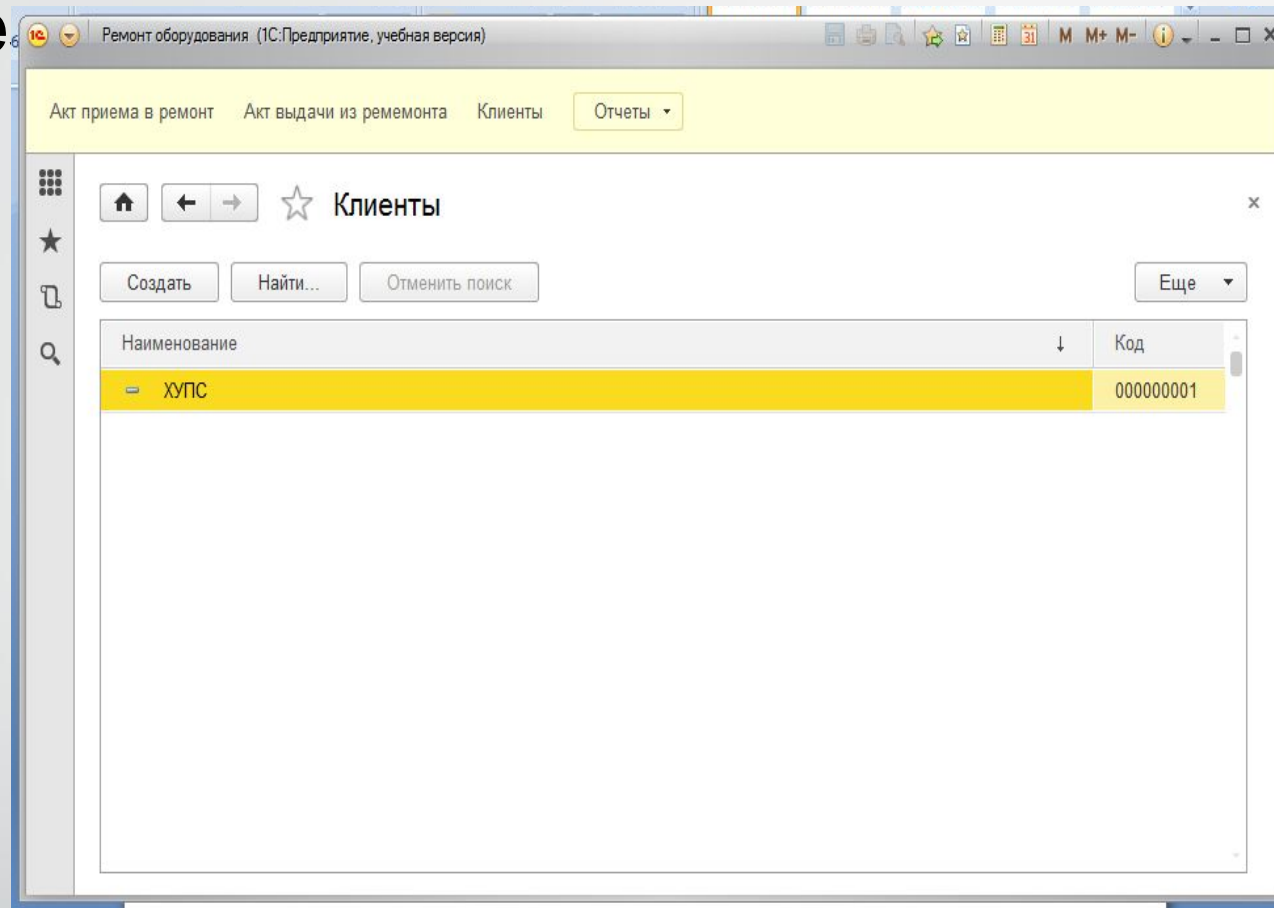 е
Ремонт оборудования (1С:Предприятие, учебная версия) 31 M M+ M-
Акт приема в ремонт Акт выдачи из ремемонта Клиенты Отчеты
Клиенты
Создать Найти... Отменить поиск Еще
Наименование ↓ Код
ХУПС 000000001